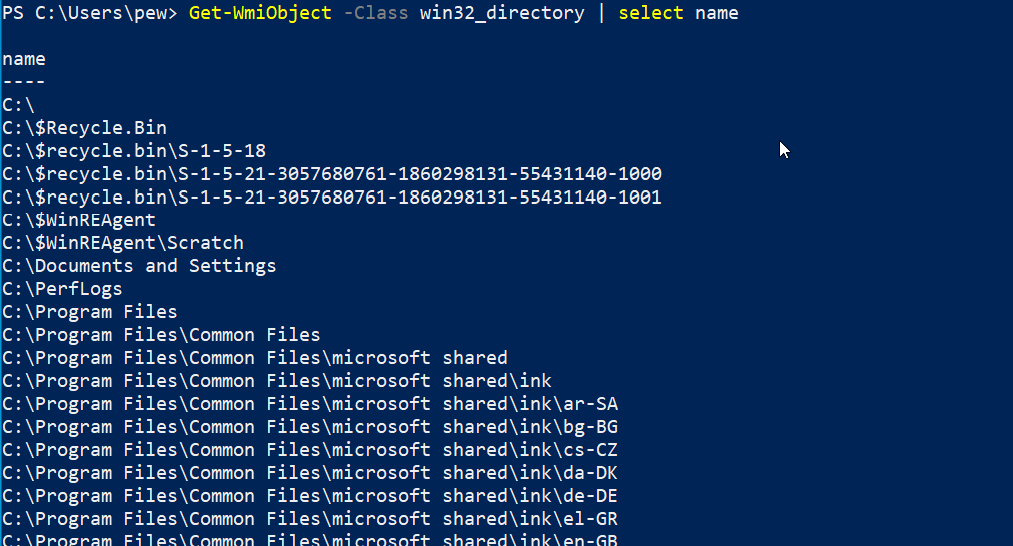 PS C:\Users\pew> Get-WmiObject -Class win32_directory | select name
name
----
C:\
C:\$Recycle.Bin
C:\$recycle.bin\S-1-5-18
C:\$recycle.bin\S-1-5-21-3057680761-1860298131-55431140-1000
C:\$recycle.bin\S-1-5-21-3057680761-1860298131-55431140-1001
C:\$WinREAgent
C:\$WinREAgent\Scratch
C:\Documents and Settings
C:\PerfLogs
C:\Program Files
C:\Program Files\Common Files
C:\Program Files\Common Files\microsoft shared
C:\Program Files\Common Files\microsoft shared\ink
C:\Program Files\Common Files\microsoft shared\ink\ar-SA
C:\Program Files\Common Files\microsoft shared\ink\bg-BG
C:\Program Files\Common Files\microsoft shared\ink\cs-CZ
C:\Program Files\Common Files\microsoft shared\ink\da-DK
C:\Program Files\Common Files\microsoft shared\ink\de-DE
C:\Program Files\Common Files\microsoft shared\ink\el-GR
C:\Program Files\Common Files\microsoft shared\ink\en-GB